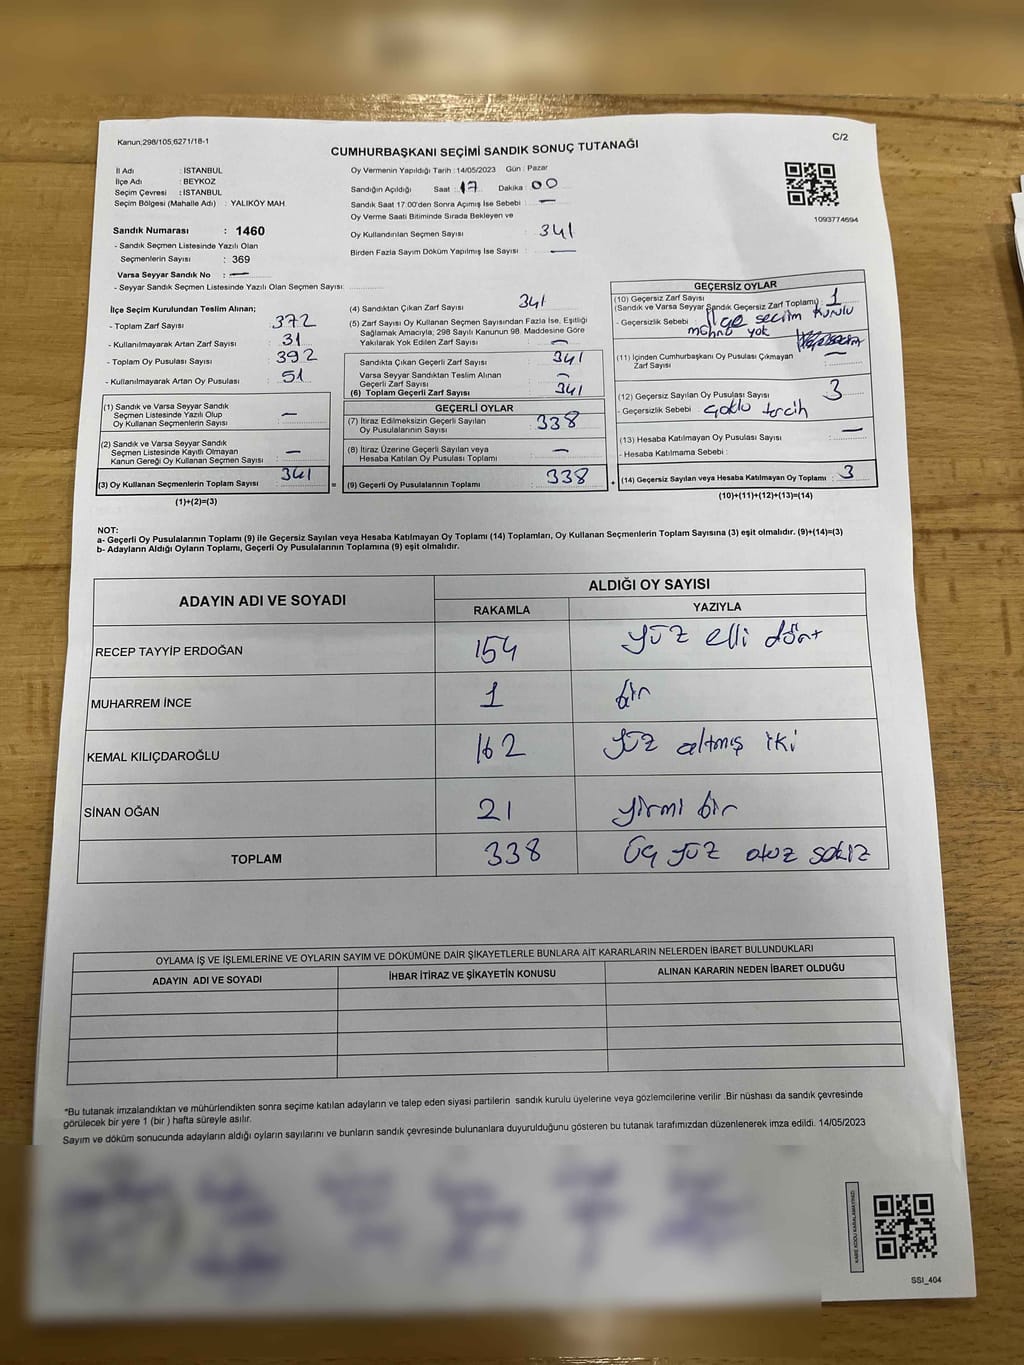 Kanun;298/105,6271/18-1
C/2
CUMHURBAŞKANI SEÇİMİ SANDIK SONUÇ TUTANAĞI
İl Adı : İSTANBUL
İlçe Adı : BEYKOZ
Seçim Çevresi : İSTANBUL
Seçim Bölgesi (Mahalle Adı) : YALIKÖY MAH
Sandık Numarası : 1460
- Sandık Seçmen Listesinde Yazılı Olan
Seçmenlerin Sayısı : 369
Varsa Seyyar Sandık No : —
- Seyyar Sandık Seçmen Listesinde Yazılı Olan Seçmen Sayısı:
Oy Vermenin Yapıldığı Tarih : 14/05/2023 Gün : Pazar
Sandığın Açıldığı Saat : 17 Dakika : 00
Sandık Saat 17.00'den Sonra Açımış İse Sebebi : —
Oy Verme Saati Bitiminde Sırada Bekleyen ve
Oy Kullandırılan Seçmen Sayısı : 341
Birden Fazla Sayım Döküm Yapılmış İse Sayısı : —
1093774694
İlçe Seçim Kurulundan Teslim Alınan;
- Toplam Zarf Sayısı : 372
- Kullanılmayarak Artan Zarf Sayısı : 31
- Toplam Oy Pusulası Sayısı : 392
- Kullanılmayarak Artan Oy Pusulası : 51
(1) Sandık ve Varsa Seyyar Sandık
Seçmen Listesinde Yazılı Olup
Oy Kullanan Seçmenlerin Sayısı : —
(2) Sandık ve Varsa Seyyar Sandık
Seçmen Listesinde Kayıtlı Olmayan
Kanun Gereği Oy Kullanan Seçmen Sayısı : —
(3) Oy Kullanan Seçmenlerin Toplam Sayısı : 341
(1)+(2)=(3)
(4) Sandıktan Çıkan Zarf Sayısı : 341
(5) Zarf Sayısı Oy Kullanan Seçmen Sayısından Fazla İse, Eşitliği
Sağlamak Amacıyla; 298 Sayılı Kanunun 98. Maddesine Göre
Yakılarak Yok Edilen Zarf Sayısı : —
Sandıkta Çıkan Geçerli Zarf Sayısı : 341
Varsa Seyyar Sandıktan Teslim Alınan
Geçerli Zarf Sayısı : —
(6) Toplam Geçerli Zarf Sayısı : 341
GEÇERLİ OYLAR
(7) İtiraz Edilmeksizin Geçerli Sayılan
Oy Pusulalarının Sayısı : 338
(8) İtiraz Üzerine Geçerli Sayılan veya
Hesaba Katılan Oy Pusulası Toplamı : —
= (9) Geçerli Oy Pusulalarının Toplamı : 338
GEÇERSİZ OYLAR
(10) Geçersiz Zarf Sayısı
(Sandık ve Varsa Seyyar Sandık Geçersiz Zarf Toplamı) : 1
- Geçersizlik Sebebi : İlçe seçim kurulu
mührü yok
(11) İçinden Cumhurbaşkanı Oy Pusulası Çıkmayan
Zarf Sayısı : —
(12) Geçersiz Sayılan Oy Pusulası Sayısı : 3
- Geçersizlik Sebebi : çoklu tercih
(13) Hesaba Katılmayan Oy Pusulası Sayısı : —
- Hesaba Katılmama Sebebi :
+ (14) Geçersiz Sayılan veya Hesaba Katılmayan Oy Toplamı : 3
(10)+(11)+(12)+(13)=(14)
NOT:
a- Geçerli Oy Pusulalarının Toplamı (9) ile Geçersiz Sayılan veya Hesaba Katılmayan Oy Toplamı (14) Toplamları, Oy Kullanan Seçmenlerin Toplam Sayısına (3) eşit olmalıdır. (9)+(14)=(3)
b- Adayların Aldığı Oyların Toplamı, Geçerli Oy Pusulalarının Toplamına (9) eşit olmalıdır.
ADAYIN ADI VE SOYADI
ALDIĞI OY SAYISI
RAKAMLA YAZIYLA
RECEP TAYYİP ERDOĞAN 154 yüz elli dört
MUHARREM İNCE 1 bir
KEMAL KILIÇDAROĞLU 162 yüz altmış iki
SİNAN OĞAN 21 yirmi bir
TOPLAM 338 üç yüz otuz sekiz
OYLAMA İŞ VE İŞLEMLERİNE VE OYLARIN SAYIM VE DÖKÜMÜNE DAİR ŞİKAYETLERLE BUNLARA AİT KARARLARIN NELERDEN İBARET BULUNDUKLARI
ADAYIN ADI VE SOYADI İHBAR İTİRAZ VE ŞİKAYETİN KONUSU ALINAN KARARIN NEDEN İBARET OLDUĞU
*Bu tutanak imzalandıktan ve mühürlendikten sonra seçime katılan adayların ve talep eden siyasi partilerin sandık kurulu üyelerine veya gözlemcilerine verilir .Bir nüshası da sandık çevresinde
görülecek bir yere 1 (bir ) hafta süreyle asılır.
Sayım ve döküm sonucunda adayların aldığı oyların sayılarını ve bunların sandık çevresinde bulunanlara duyurulduğunu gösteren bu tutanak tarafımızdan düzenlenerek imza edildi. 14/05/2023
KARE KODU KARALAMAYINIZ!
SSI_404